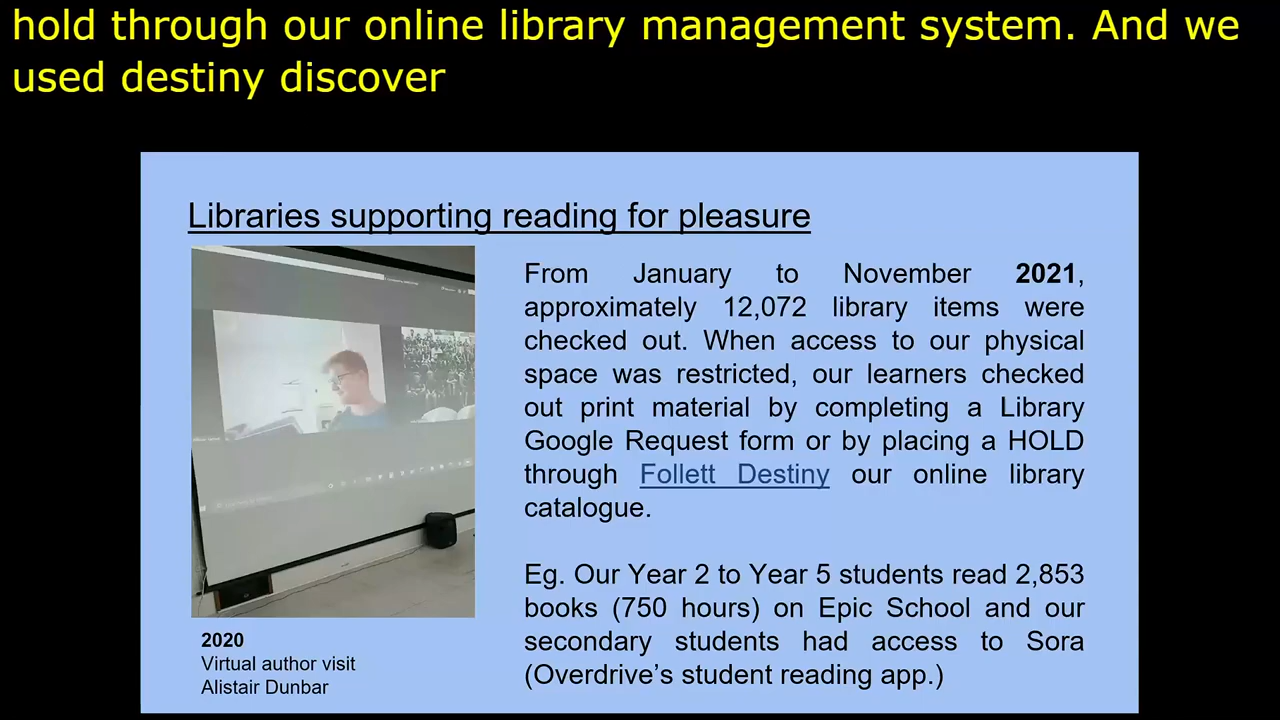 hold through our online library management system. And we
used destiny discover
Libraries supporting reading for pleasure
From January to November 2021,
approximately 12,072 library items were
checked out. When access to our physical
space was restricted, our learners checked
out print material by completing a Library
Google Request form or by placing a HOLD
through Follett Destiny our online library
catalogue.
Eg. Our Year 2 to Year 5 students read 2,853
books (750 hours) on Epic School and our
secondary students had access to Sora
(Overdrive's student reading app.)
2020
Virtual author visit
Alistair Dunbar